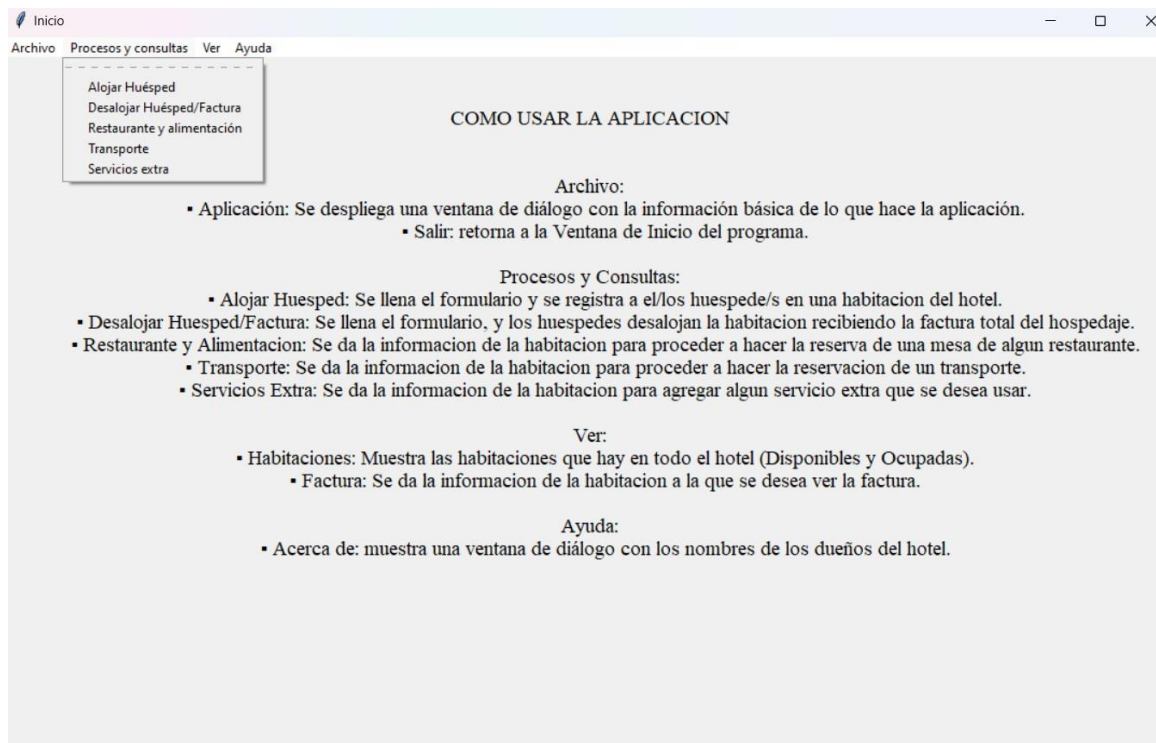 Inicio
Archivo Procesos y consultas Ver Ayuda
Alojar Huésped
Desalojar Huésped/Factura
Restaurante y alimentación
Transporte
Servicios extra
COMO USAR LA APLICACION
Archivo:
▪ Aplicación: Se despliega una ventana de diálogo con la información básica de lo que hace la aplicación.
▪ Salir: retorna a la Ventana de Inicio del programa.
Procesos y Consultas:
▪ Alojar Huesped: Se llena el formulario y se registra a el/los huespede/s en una habitacion del hotel.
▪ Desalojar Huesped/Factura: Se llena el formulario, y los huespedes desalojan la habitacion recibiendo la factura total del hospedaje.
▪ Restaurante y Alimentacion: Se da la informacion de la habitacion para proceder a hacer la reserva de una mesa de algun restaurante.
▪ Transporte: Se da la informacion de la habitacion para proceder a hacer la reservacion de un transporte.
▪ Servicios Extra: Se da la informacion de la habitacion para agregar algun servicio extra que se desea usar.
Ver:
▪ Habitaciones: Muestra las habitaciones que hay en todo el hotel (Disponibles y Ocupadas).
▪ Factura: Se da la informacion de la habitacion a la que se desea ver la factura.
Ayuda:
▪ Acerca de: muestra una ventana de diálogo con los nombres de los dueños del hotel.